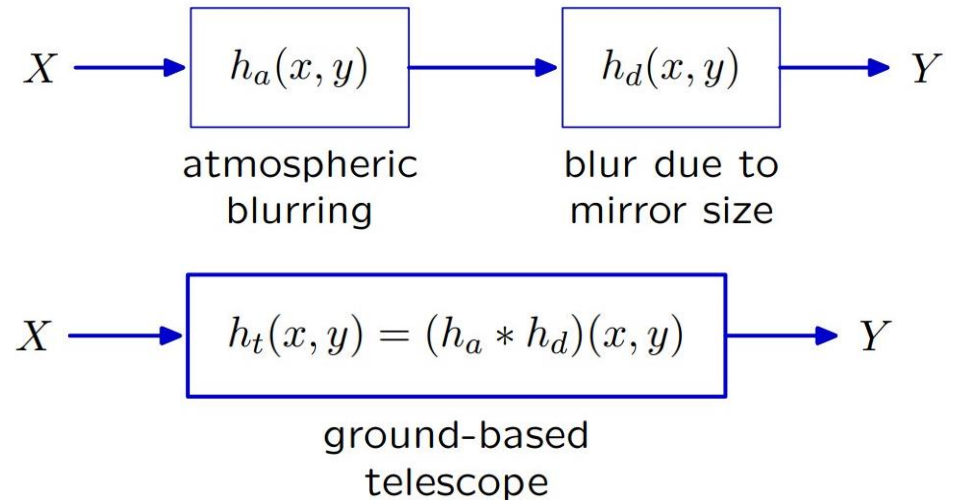 X h_a(x, y) h_d(x, y) Y
atmospheric blur due to
blurring mirror size
X h_t(x, y) = (h_a * h_d)(x, y) Y
ground-based
telescope